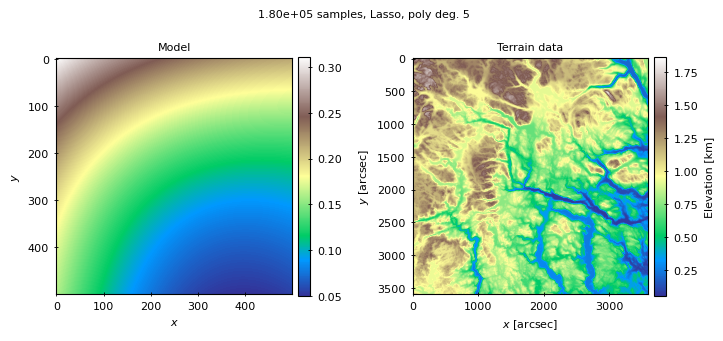 1.80e+05 samples, Lasso, poly deg. 5
Model
0
100
200
300
400
y
0 100 200 300 400
x
0.30
0.25
0.20
0.15
0.10
0.05
Terrain data
0
500
1000
1500
2000
2500
3000
3500
y [arcsec]
0 1000 2000 3000
x [arcsec]
1.75
1.50
1.25
1.00
0.75
0.50
0.25
Elevation [km]